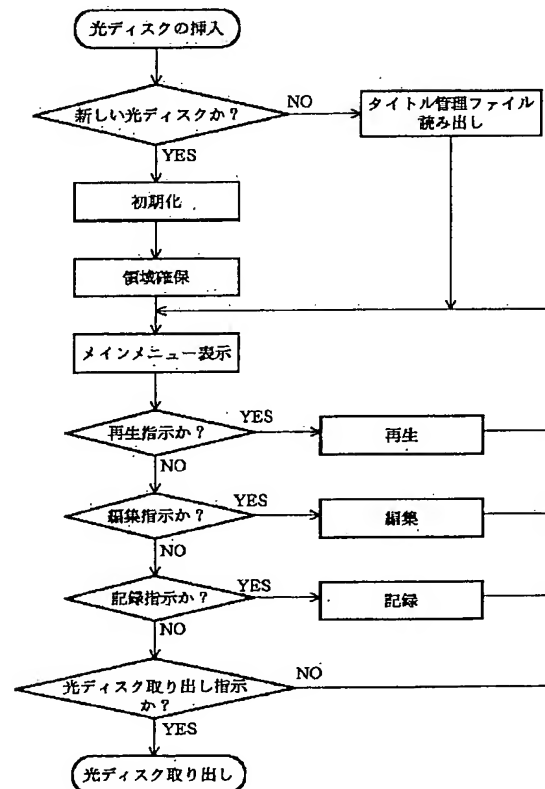 光ディスクの挿入
新しい光ディスクか?
NO
タイトル管理ファイル
読み出し
YES
初期化
領域確保
メインメニュー表示
再生指示か?
YES
再生
NO
編集指示か?
YES
編集
NO
記録指示か?
YES
記録
NO
光ディスク取り出し指示
か?
NO
YES
光ディスク取り出し